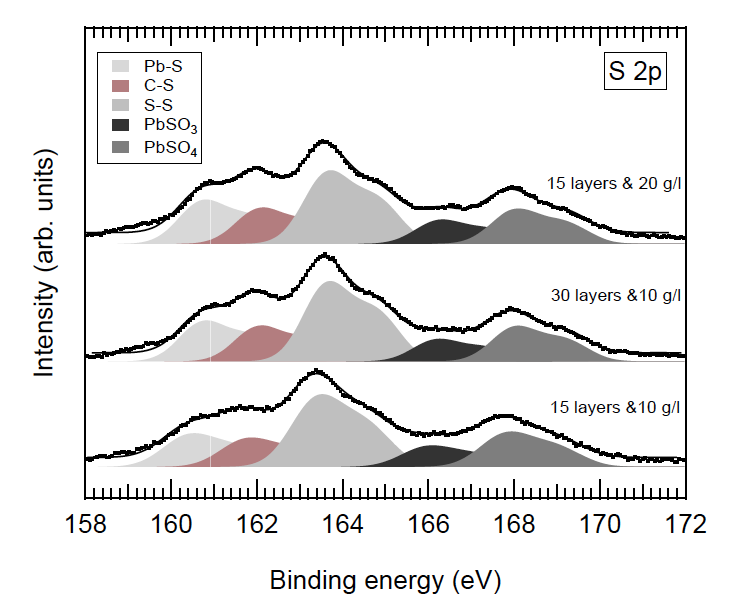 S 2p
Pb-S
C-S
S-S
PbSO3
PbSO4
15 layers & 20 g/l
30 layers &10 g/l
15 layers &10 g/l
Intensity (arb. units)
158 160 162 164 166 168 170 172
Binding energy (eV)